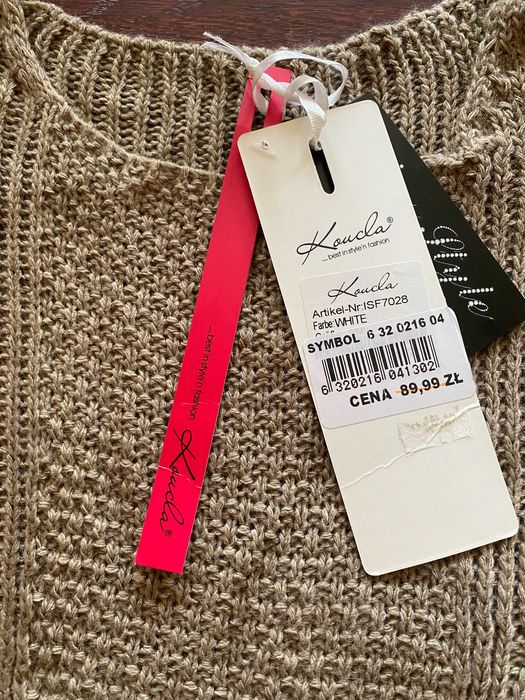 Koucla®
...best in style'n fashion
Koucla
Artikel-Nr:ISF7028
Farbe:WHITE
SYMBOL 6 32 0216 04
6 320216 041302
CENA 89,99 ZŁ
...best in style'n fashion
Koucla®